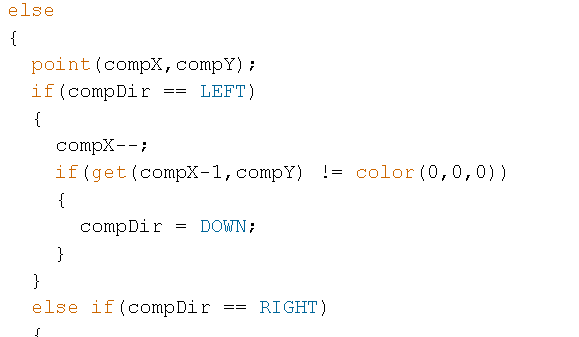 else
{
  point(compX,compY);
  if(compDir == LEFT)
  {
    compX--;
    if(get(compX-1,compY) != color(0,0,0))
    {
      compDir = DOWN;
    }
  }
  else if(compDir == RIGHT)
  {